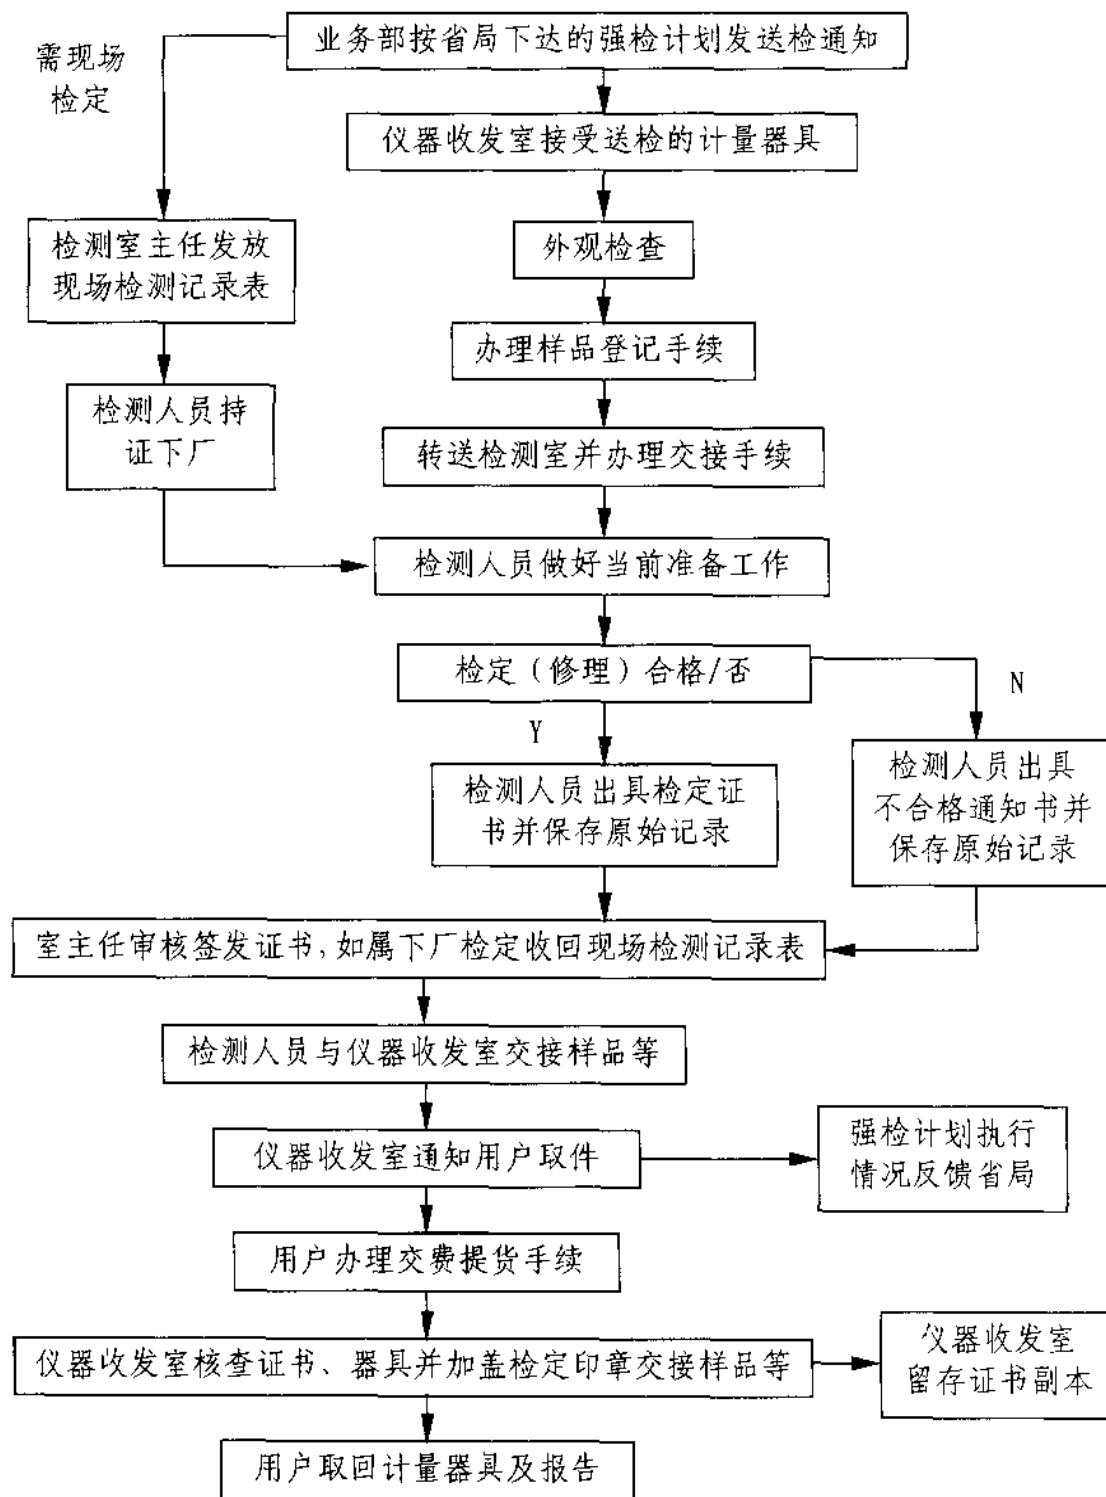 业务部按省局下达的强检计划发送检通知
需现场
检定
仪器收发室接受送检的计量器具
检测室主任发放
现场检测记录表
外观检查
办理样品登记手续
检测人员持
证下厂
转送检测室并办理交接手续
检测人员做好当前准备工作
检定(修理)合格/否
N
Y
检测人员出具检定证
书并保存原始记录
检测人员出具
不合格通知书并
保存原始记录
室主任审核签发证书,如属下厂检定收回现场检测记录表
检测人员与仪器收发室交接样品等
仪器收发室通知用户取件
强检计划执行
情况反馈省局
用户办理交费提货手续
仪器收发室核查证书、器具并加盖检定印章交接样品等
仪器收发室
留存证书副本
用户取回计量器具及报告